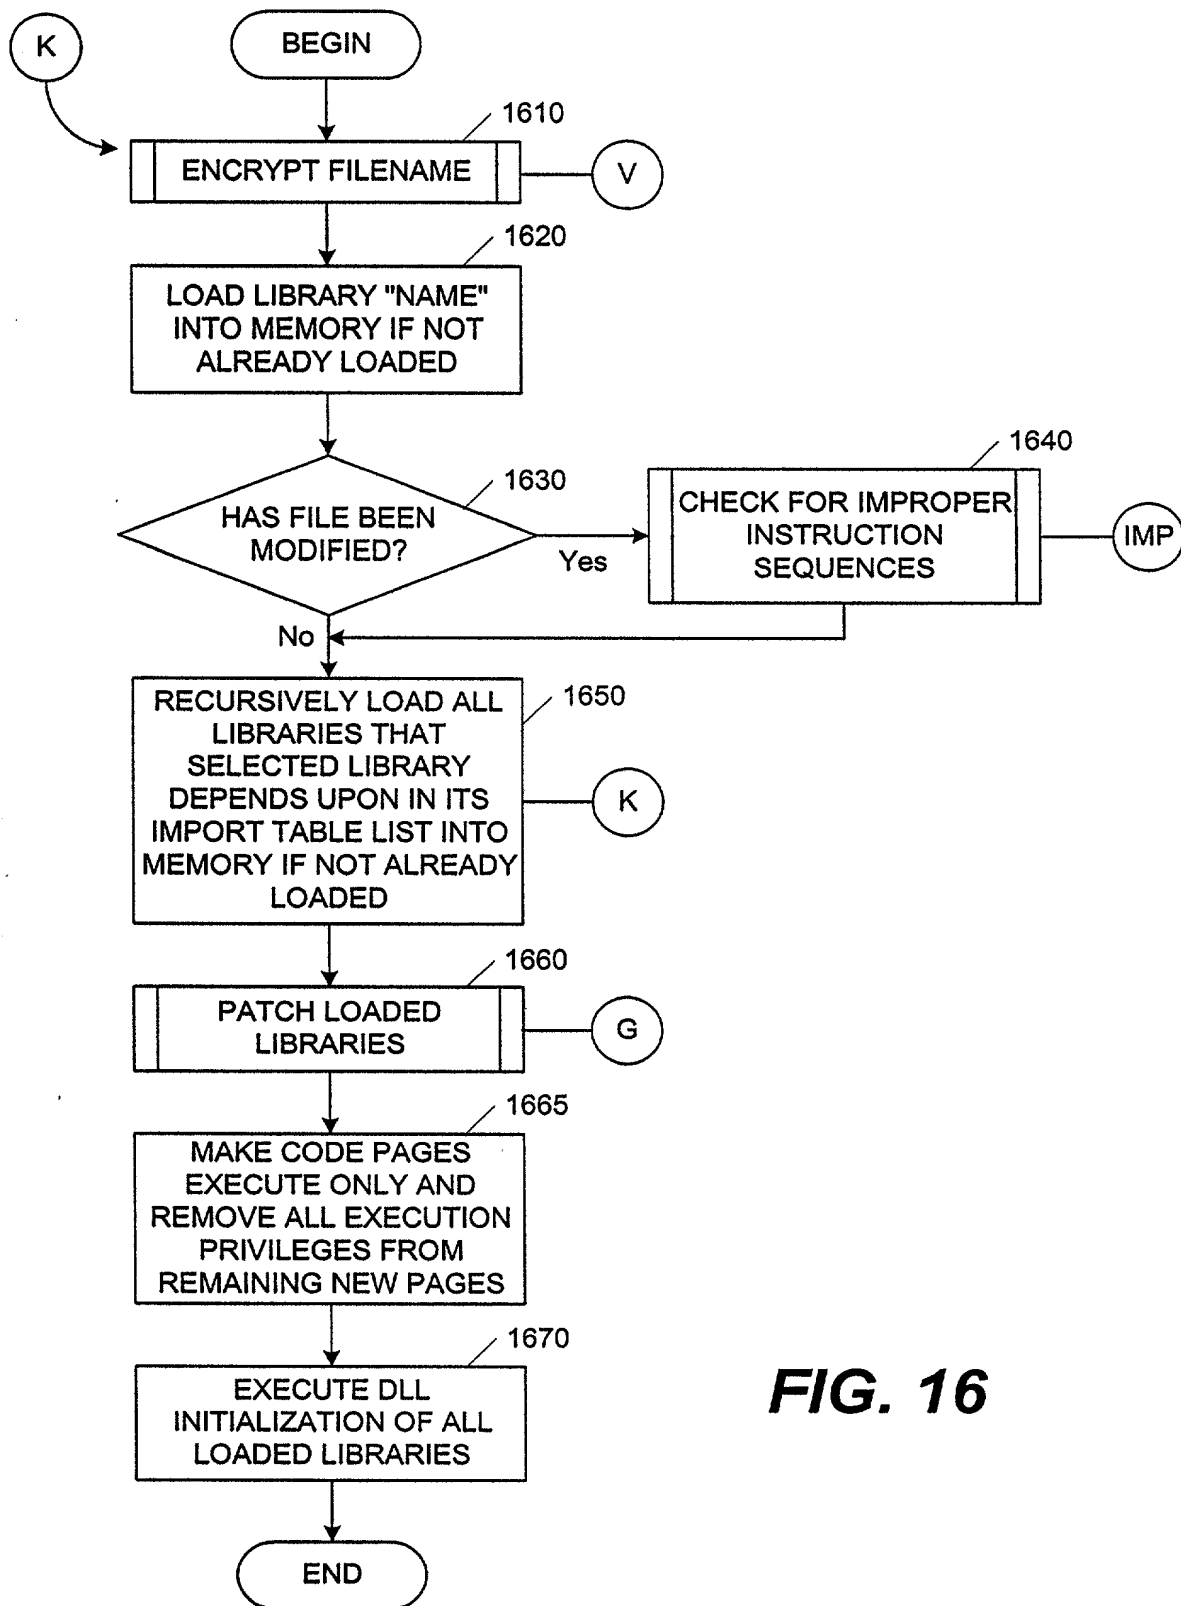 K
BEGIN
1610
ENCRYPT FILENAME
V
1620
LOAD LIBRARY "NAME"
INTO MEMORY IF NOT
ALREADY LOADED
1630
HAS FILE BEEN
MODIFIED?
Yes
No
1640
CHECK FOR IMPROPER
INSTRUCTION
SEQUENCES
IMP
1650
RECURSIVELY LOAD ALL
LIBRARIES THAT
SELECTED LIBRARY
DEPENDS UPON IN ITS
IMPORT TABLE LIST INTO
MEMORY IF NOT ALREADY
LOADED
K
1660
PATCH LOADED
LIBRARIES
G
1665
MAKE CODE PAGES
EXECUTE ONLY AND
REMOVE ALL EXECUTION
PRIVILEGES FROM
REMAINING NEW PAGES
1670
EXECUTE DLL
INITIALIZATION OF ALL
LOADED LIBRARIES
END
FIG. 16